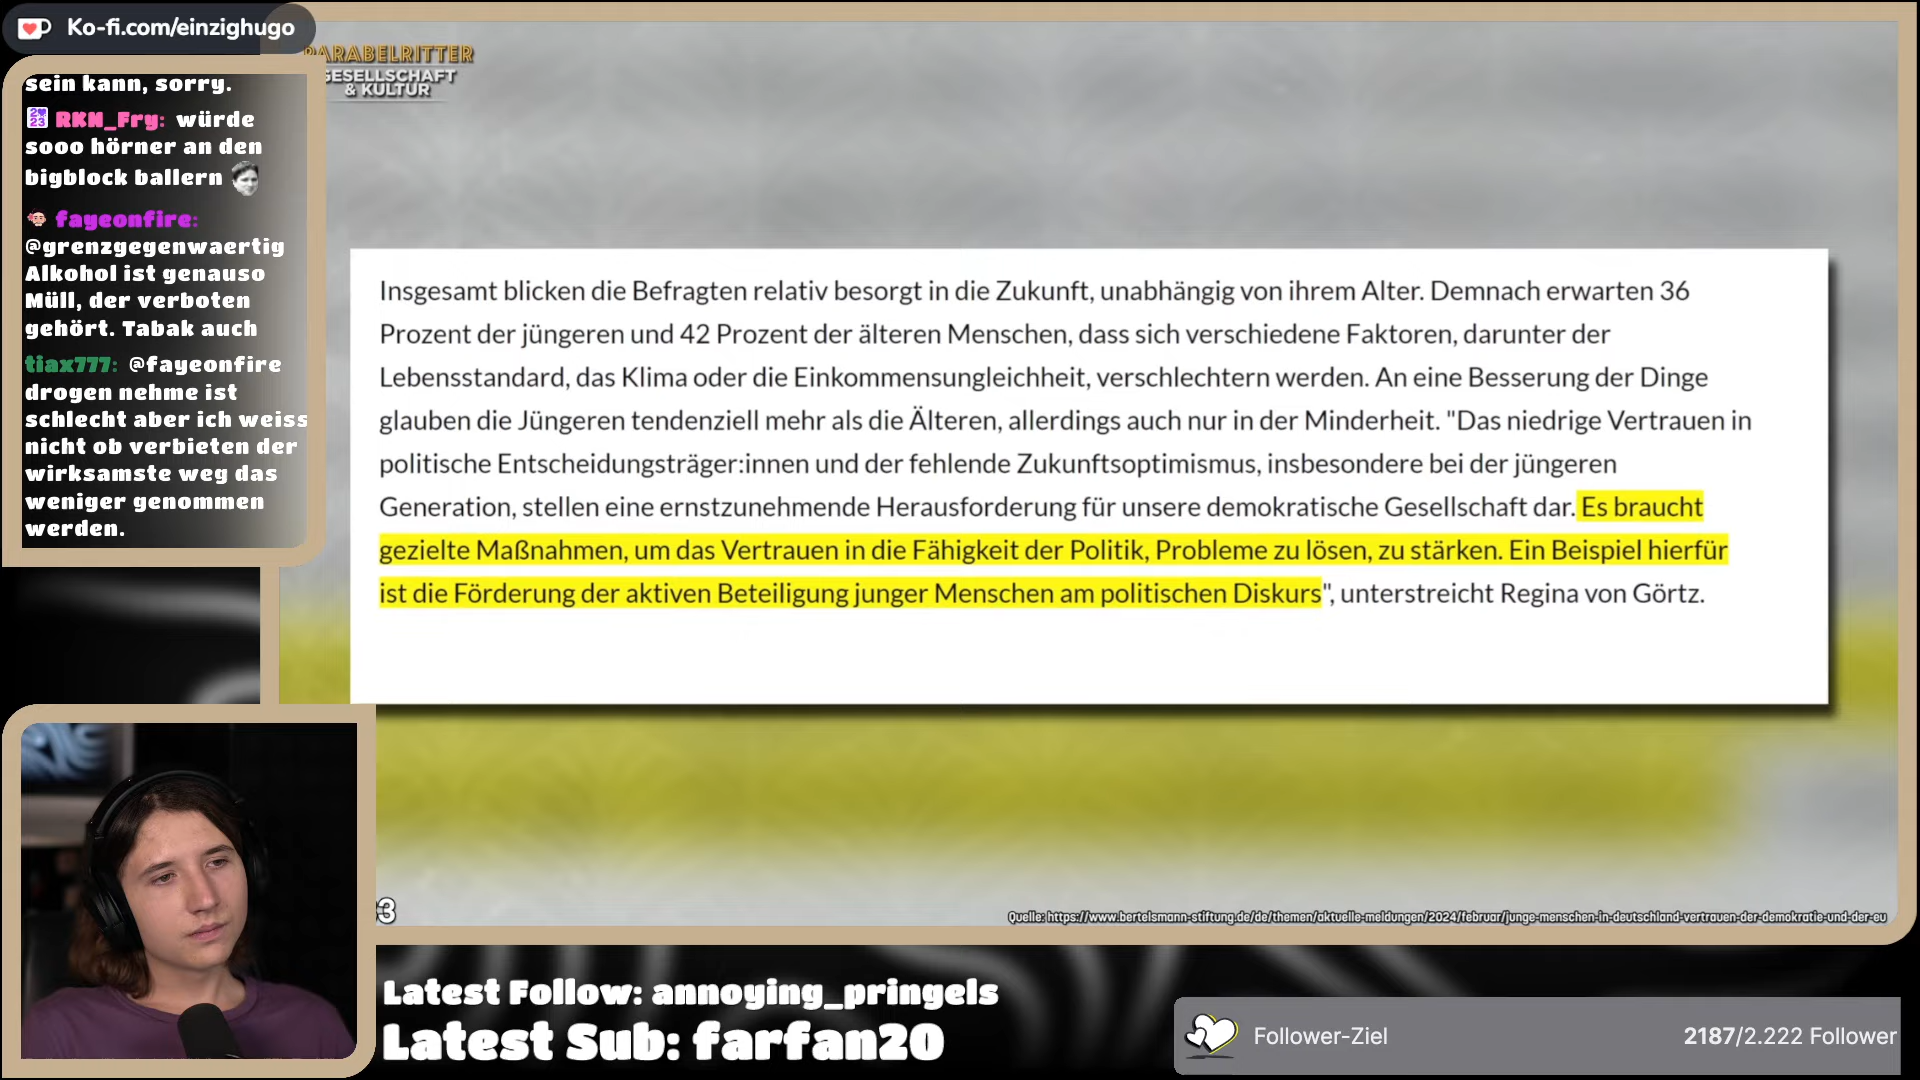 Ko-fi.com/einzighugo
sein kann, sorry.
RKN_Fry: würde
sooo hörner an den
bigblock ballern
fayeonfire:
@grenzgegenwaertig
Alkohol ist genauso
Müll, der verboten
gehört. Tabak auch
tiax777: @fayeonfire
drogen nehme ist
schlecht aber ich weiss
nicht ob verbieten der
wirksamste weg das
weniger genommen
werden.
PARABELRITTER
GESELLSCHAFT
& KULTUR
Insgesamt blicken die Befragten relativ besorgt in die Zukunft, unabhängig von ihrem Alter. Demnach erwarten 36
Prozent der jüngeren und 42 Prozent der älteren Menschen, dass sich verschiedene Faktoren, darunter der
Lebensstandard, das Klima oder die Einkommensungleichheit, verschlechtern werden. An eine Besserung der Dinge
glauben die Jüngeren tendenziell mehr als die Älteren, allerdings auch nur in der Minderheit. "Das niedrige Vertrauen in
politische Entscheidungsträger:innen und der fehlende Zukunftsoptimismus, insbesondere bei der jüngeren
Generation, stellen eine ernstzunehmende Herausforderung für unsere demokratische Gesellschaft dar. Es braucht
gezielte Maßnahmen, um das Vertrauen in die Fähigkeit der Politik, Probleme zu lösen, zu stärken. Ein Beispiel hierfür
ist die Förderung der aktiven Beteiligung junger Menschen am politischen Diskurs", unterstreicht Regina von Görtz.
3
Quelle: https://www.bertelsmann-stiftung.de/de/themen/aktuelle-meldungen/2024/februar/junge-menschen-in-deutschland-vertrauen-der-demokratie-und-der-eu
Latest Follow: annoying_pringels
Latest Sub: farfan20
Follower-Ziel
2187/2.222 Follower